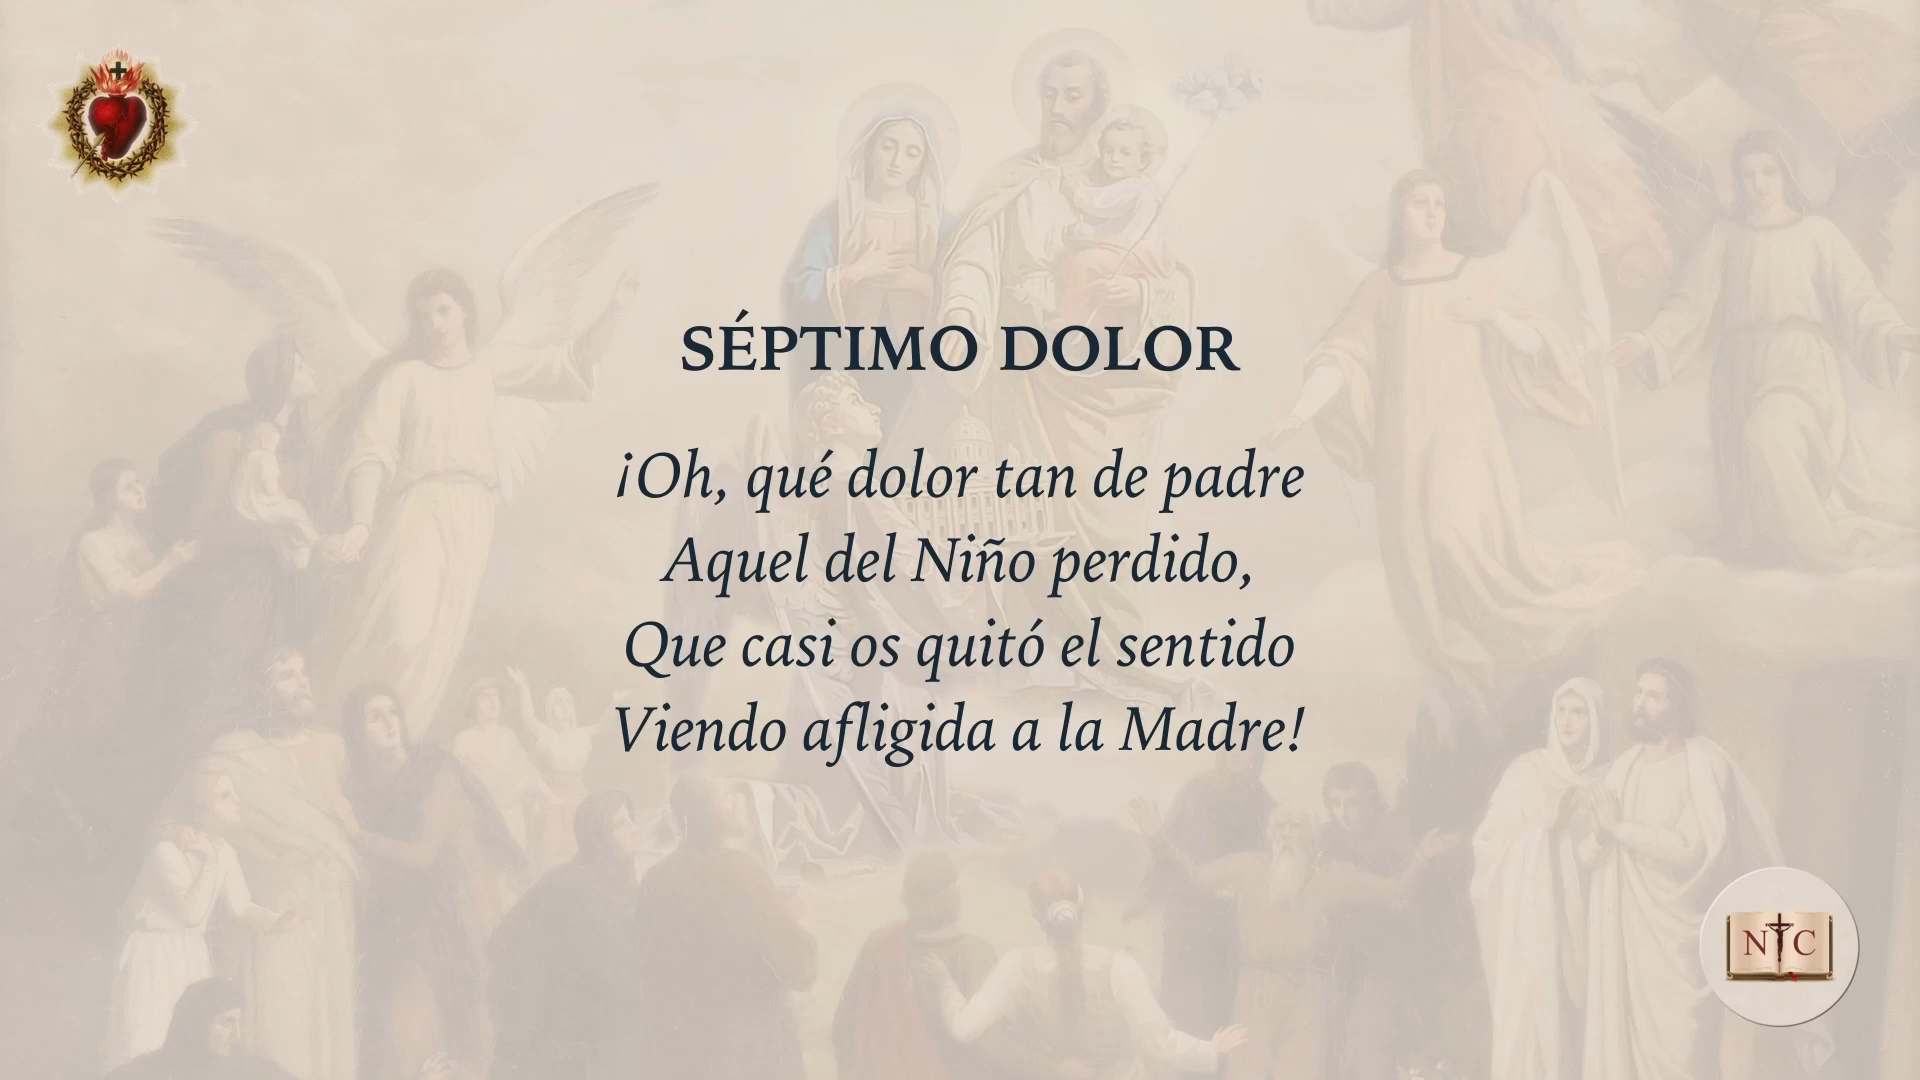 SÉPTIMO DOLOR
¡Oh, qué dolor tan de padre
Aquel del Niño perdido,
Que casi os quitó el sentido
Viendo afligida a la Madre!
N C